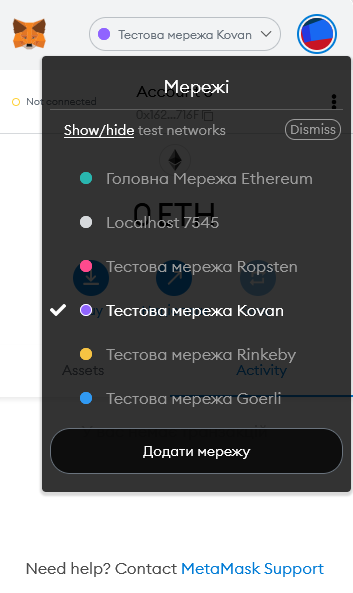 Тестова мережа Kovan
Мережі
Not connected
Account
0x162...716F
Show/hide test networks
Dismiss
Головна Мережа Ethereum
0 ETH
Localhost 7545
Тестова мережа Ropsten
Тестова мережа Kovan
Тестова мережа Rinkeby
Assets
Activity
Тестова мережа Goerli
Додати мережу
Need help? Contact MetaMask Support